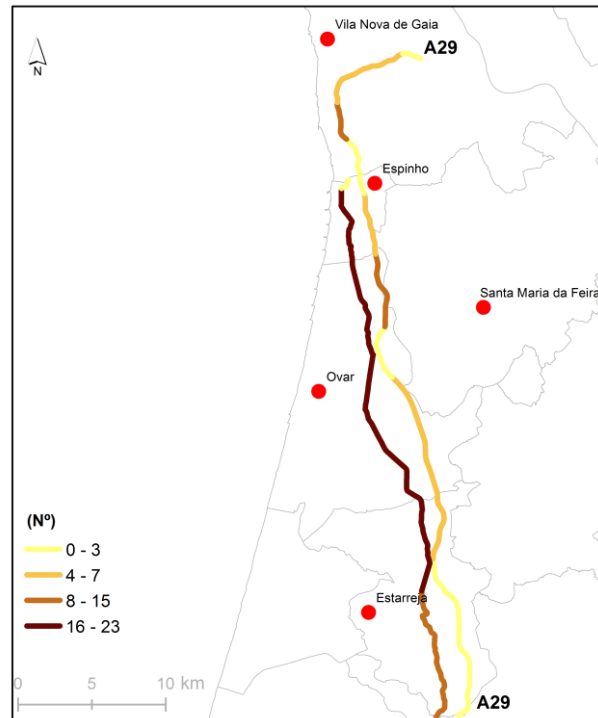 Vila Nova de Gaia
A29
N
Espinho
Santa Maria da Feira
Ovar
(Nº)
0 - 3
4 - 7
8 - 15
16 - 23
Estarreja
0 5 10 km
A29